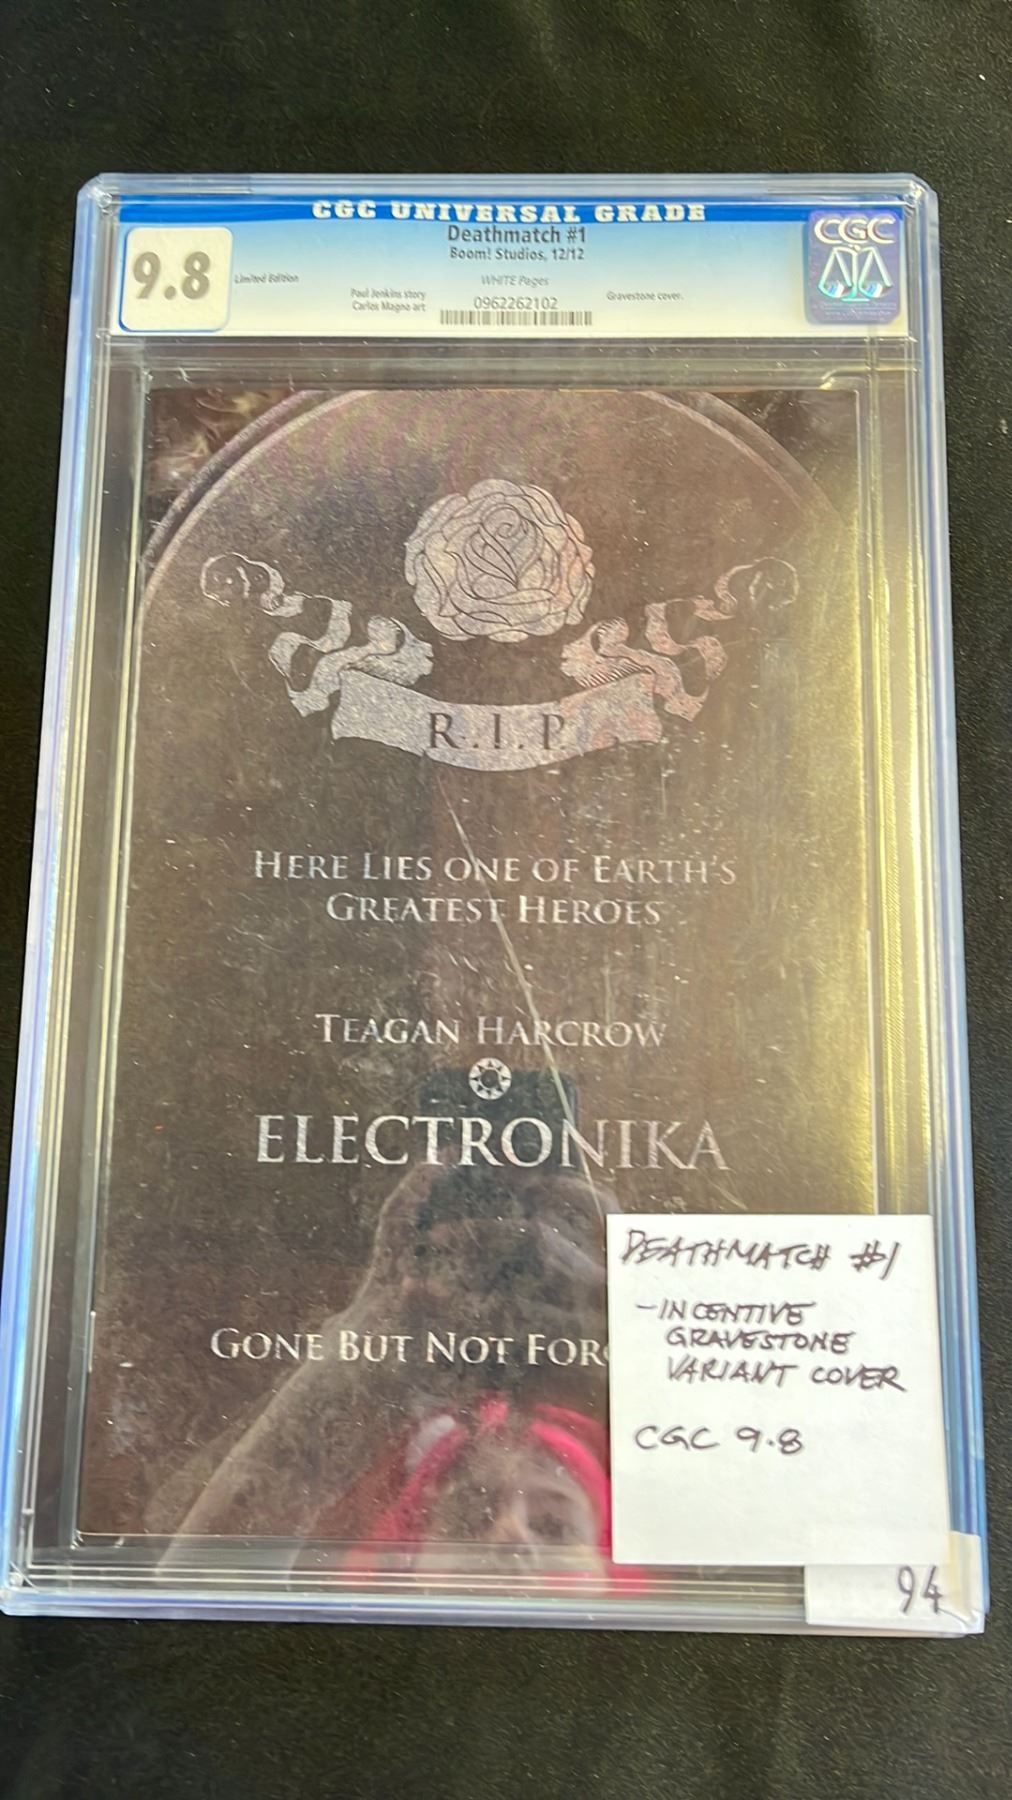 CGC UNIVERSAL GRADE
Deathmatch #1
Boom! Studios, 12/12
9.8
Limited Edition
WHITE Pages
Paul Jenkins story
Carlos Magno art
0962262102
Gravestone cover.
CGC
R.I.P.
HERE LIES ONE OF EARTH'S
GREATEST HEROES
TEAGAN HARCROW
ELECTRONIKA
GONE BUT NOT FOR
DEATHMATCH #1
-INCENTIVE
GRAVESTONE
VARIANT COVER
CGC 9.8
94